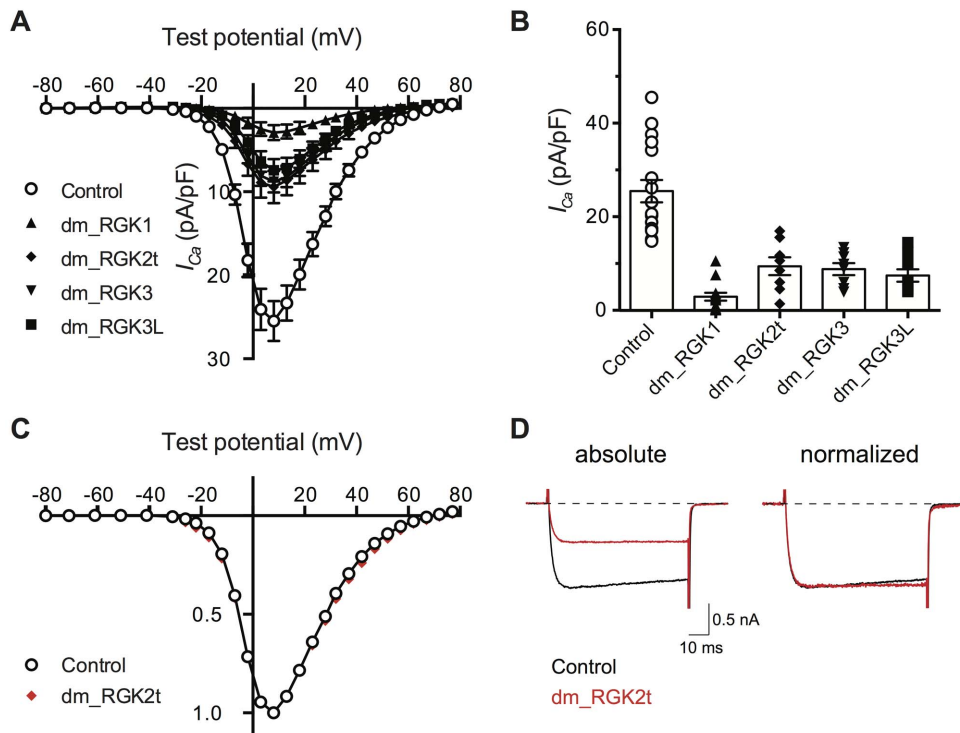 A
Test potential (mV)
-80 -60 -40 -20 20 40 60 80
10
20
30
I_Ca (pA/pF)
Control
dm_RGK1
dm_RGK2t
dm_RGK3
dm_RGK3L
B
I_Ca (pA/pF)
60
40
20
0
Control
dm_RGK1
dm_RGK2t
dm_RGK3
dm_RGK3L
C
Test potential (mV)
-80 -60 -40 -20 20 40 60 80
0.5
1.0
Control
dm_RGK2t
D
absolute
normalized
0.5 nA
10 ms
Control
dm_RGK2t